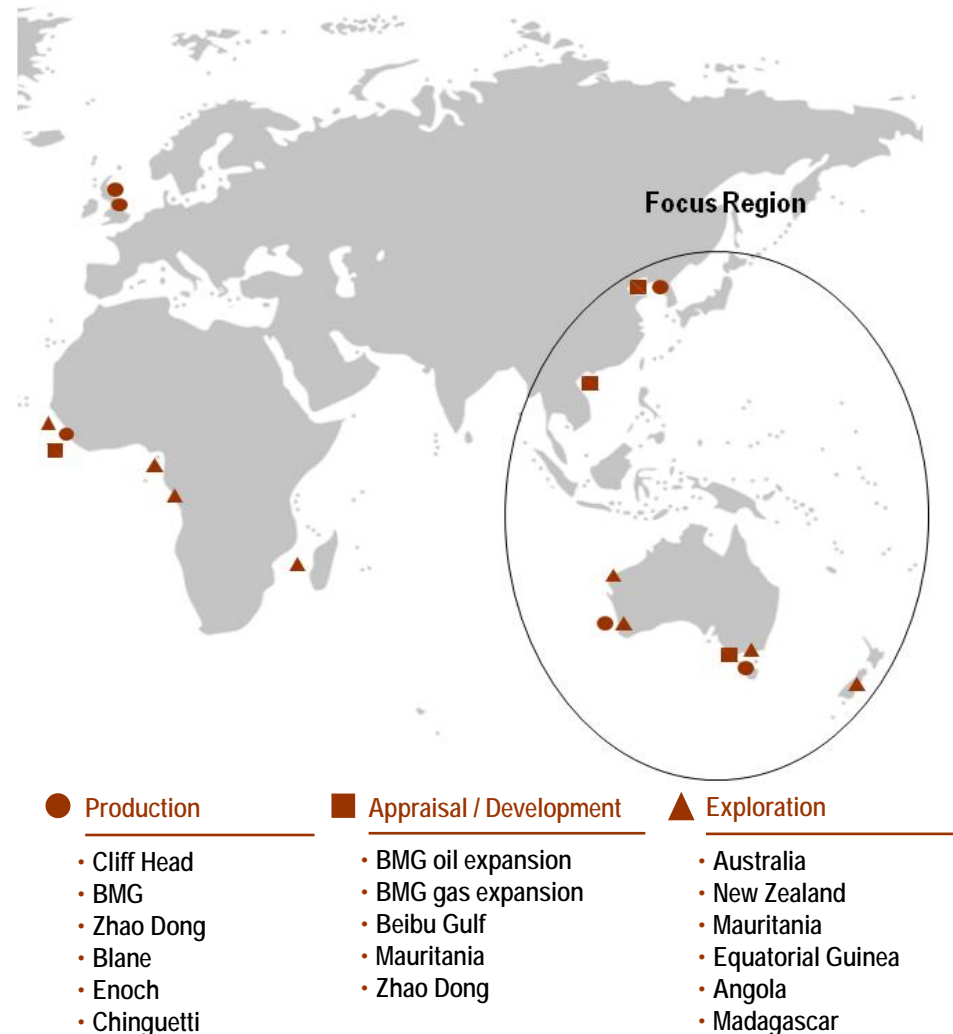 Focus Region
Production
• Cliff Head
• BMG
• Zhao Dong
• Blane
• Enoch
• Chinguetti
Appraisal / Development
• BMG oil expansion
• BMG gas expansion
• Beibu Gulf
• Mauritania
• Zhao Dong
Exploration
• Australia
• New Zealand
• Mauritania
• Equatorial Guinea
• Angola
• Madagascar